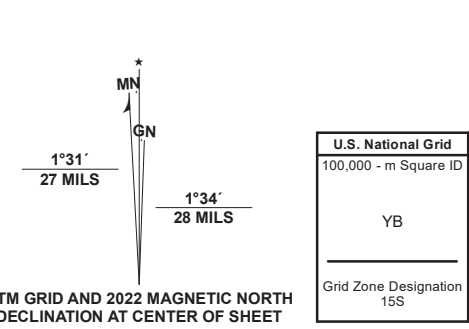 MN
GN
1°31´
27 MILS
1°34´
28 MILS
TM GRID AND 2022 MAGNETIC NORTH
DECLINATION AT CENTER OF SHEET
U.S. National Grid
100,000 - m Square ID
YB
Grid Zone Designation
15S